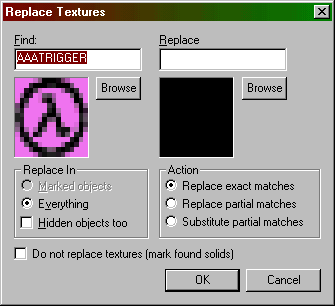 Replace Textures
Find: Replace
AAATRIGGER
Browse Browse
Replace In Action
Marked objects Replace exact matches
Everything Replace partial matches
Hidden objects too Substitute partial matches
Do not replace textures (mark found solids)
OK Cancel